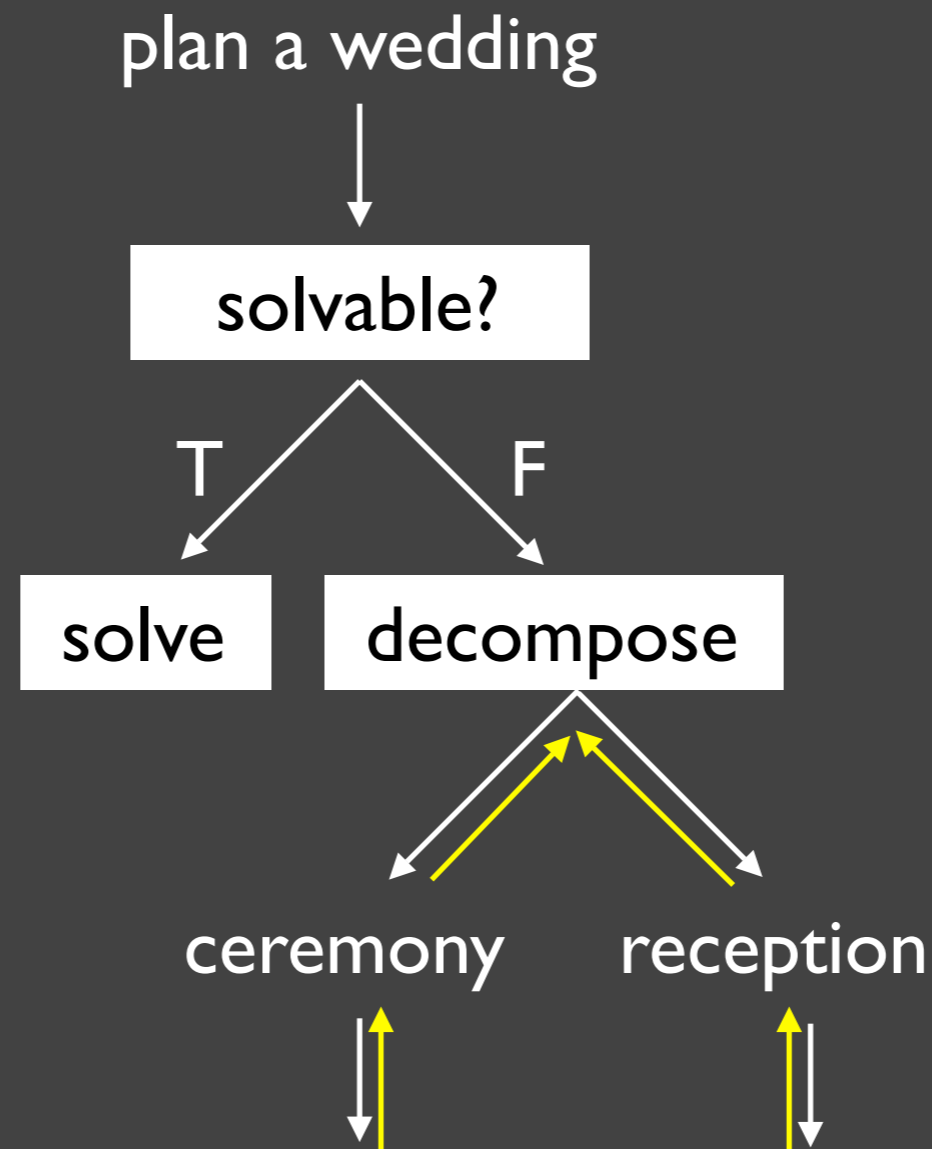 plan a wedding
solvable?
T F
solve decompose
ceremony reception